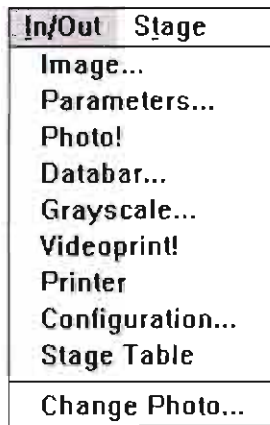 In/Out Stage
Image...
Parameters...
Photo!
Databar...
Grayscale...
Videoprint!
Printer
Configuration...
Stage Table
Change Photo...